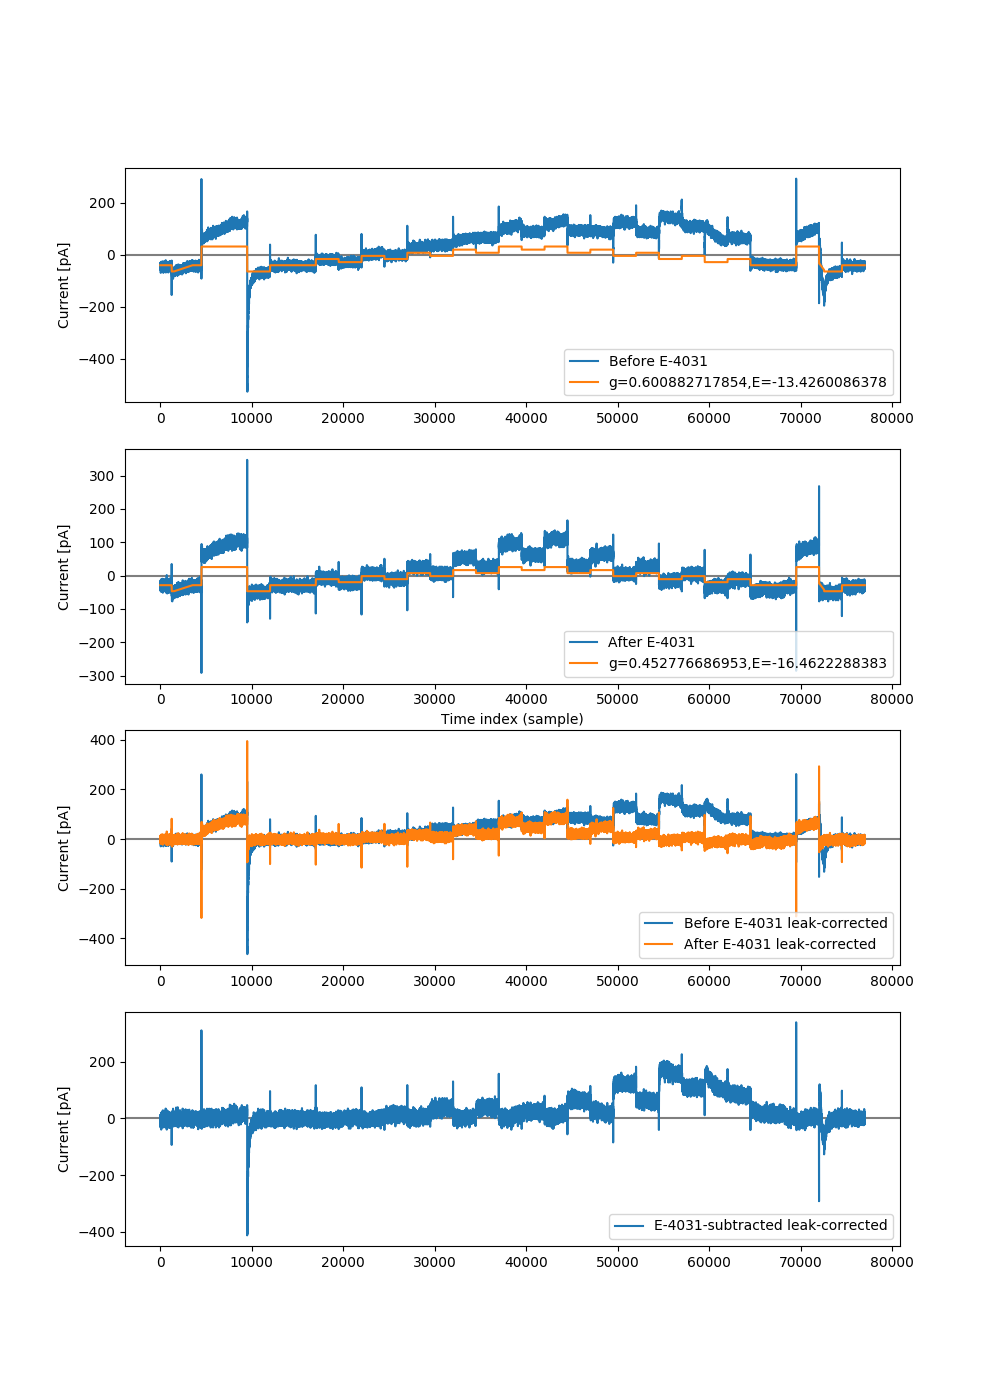 200
0
−200
−400
Current [pA]
Before E-4031
g=0.600882717854,E=-13.4260086378
0 10000 20000 30000 40000 50000 60000 70000 80000
300
200
100
0
−100
−200
−300
Current [pA]
After E-4031
g=0.452776686953,E=-16.4622288383
0 10000 20000 30000 40000 50000 60000 70000 80000
Time index (sample)
400
200
0
−200
−400
Current [pA]
Before E-4031 leak-corrected
After E-4031 leak-corrected
0 10000 20000 30000 40000 50000 60000 70000 80000
200
0
−200
−400
Current [pA]
E-4031-subtracted leak-corrected
0 10000 20000 30000 40000 50000 60000 70000 80000